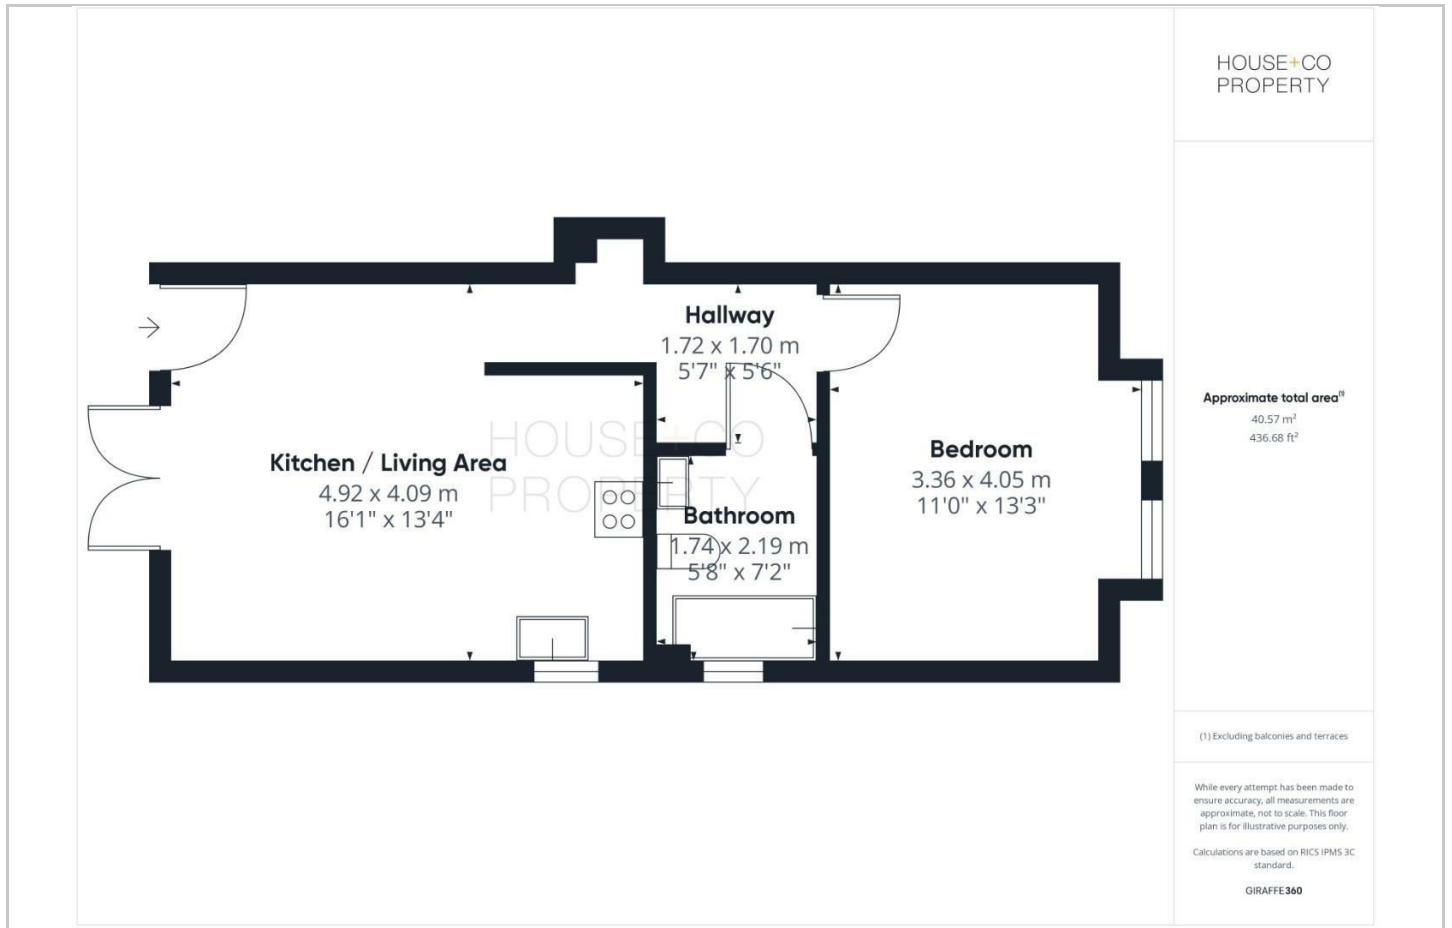 HOUSE+CO
PROPERTY
Hallway
1.72 x 1.70 m
5'7" x 5'6"
HOUSE+CO
PROPERTY
Kitchen / Living Area
4.92 x 4.09 m
16'1" x 13'4"
Bathroom
1.74 x 2.19 m
5'8" x 7'2"
Bedroom
3.36 x 4.05 m
11'0" x 13'3"
Approximate total area(1)
40.57 m²
436.68 ft²
(1) Excluding balconies and terraces
While every attempt has been made to
ensure accuracy, all measurements are
approximate, not to scale. This floor
plan is for illustrative purposes only.
Calculations are based on RICS IPMS 3C
standard.
GIRAFFE360